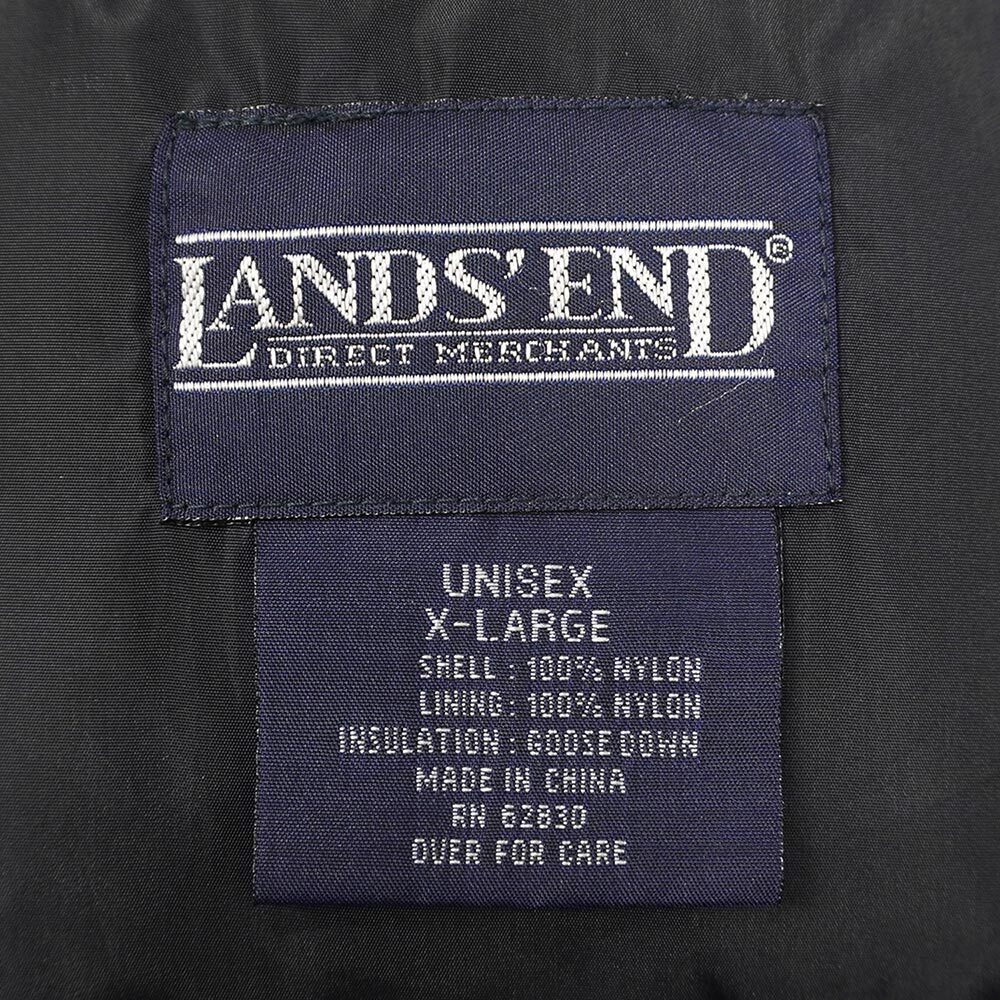 LANDS' END®
DIRECT MERCHANTS
UNISEX
X-LARGE
SHELL: 100% NYLON
LINING: 100% NYLON
INSULATION: GOOSE DOWN
MADE IN CHINA
RN 62830
OVER FOR CARE